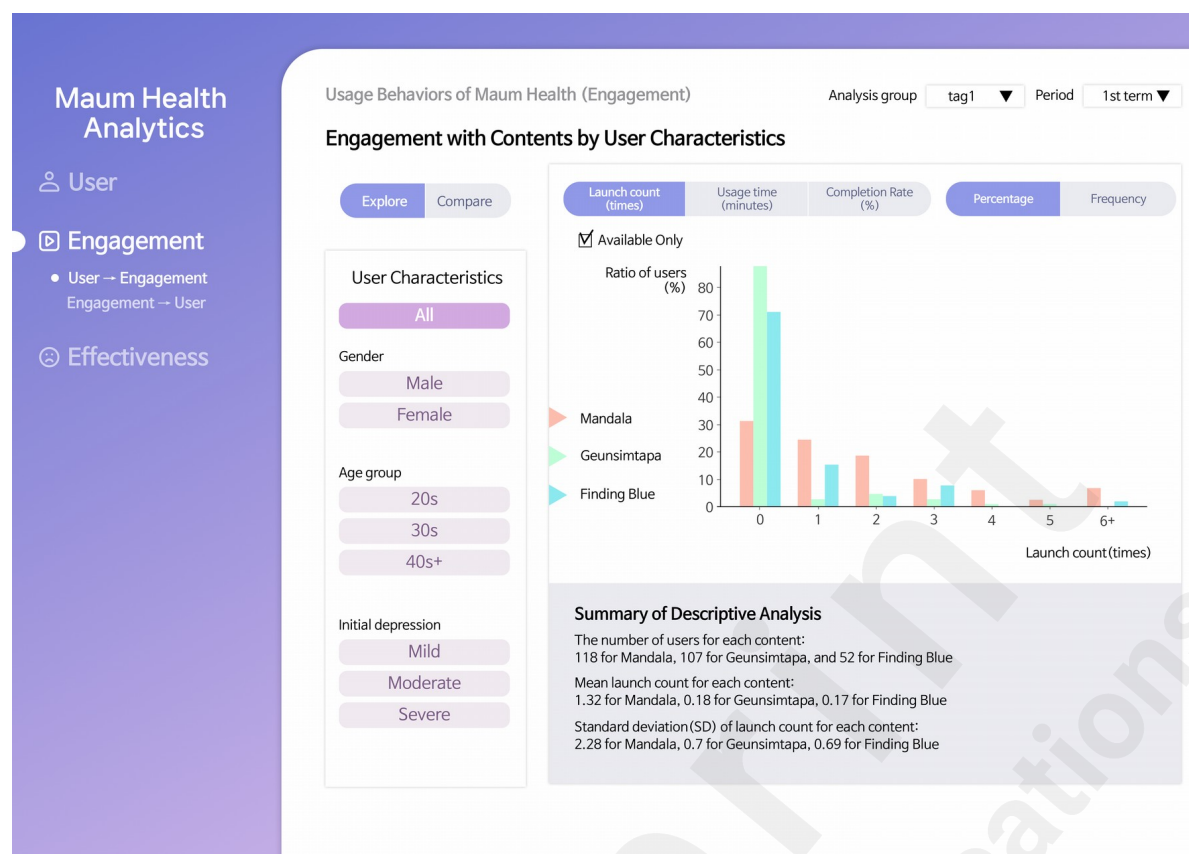 Maum Health
Analytics
User
Engagement
User → Engagement
Engagement → User
Effectiveness
Usage Behaviors of Maum Health (Engagement)
Analysis group
tag1 ▼
Period
1st term ▼
Engagement with Contents by User Characteristics
Explore
Compare
User Characteristics
All
Gender
Male
Female
Age group
20s
30s
40s+
Initial depression
Mild
Moderate
Severe
Launch count
(times)
Usage time
(minutes)
Completion Rate
(%)
Percentage
Frequency
Available Only
Ratio of users
(%)
80
70
60
50
40
30
20
10
0
Mandala
Geunsimtapa
Finding Blue
0 1 2 3 4 5 6+
Launch count(times)
Summary of Descriptive Analysis
The number of users for each content:
118 for Mandala, 107 for Geunsimtapa, and 52 for Finding Blue
Mean launch count for each content:
1.32 for Mandala, 0.18 for Geunsimtapa, 0.17 for Finding Blue
Standard deviation(SD) of launch count for each content:
2.28 for Mandala, 0.7 for Geunsimtapa, 0.69 for Finding Blue